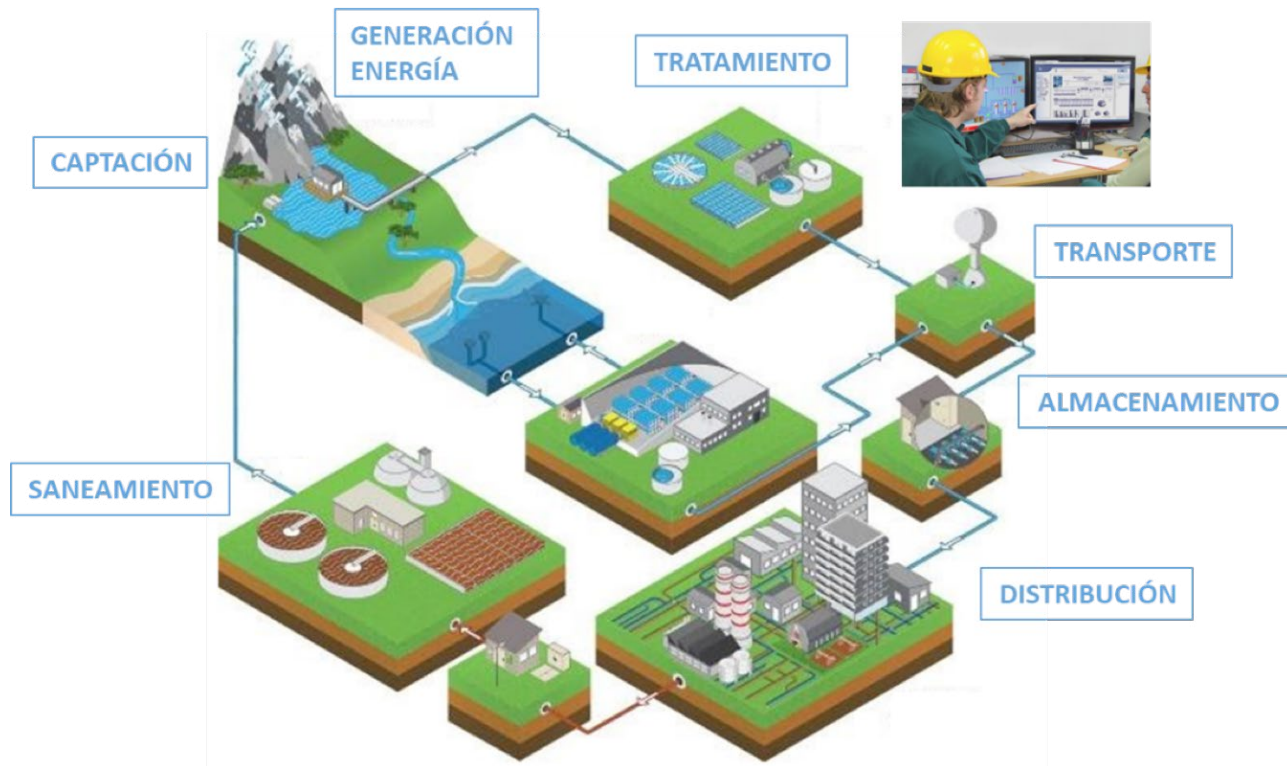 GENERACIÓN
ENERGÍA
TRATAMIENTO
CAPTACIÓN
TRANSPORTE
ALMACENAMIENTO
SANEAMIENTO
DISTRIBUCIÓN